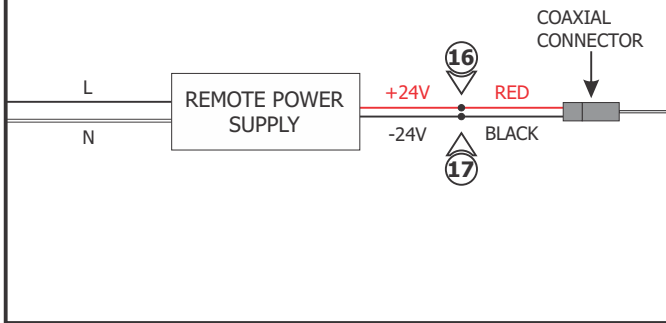 COAXIAL
CONNECTOR
16
L
+24V
RED
REMOTE POWER
SUPPLY
N
-24V
BLACK
17